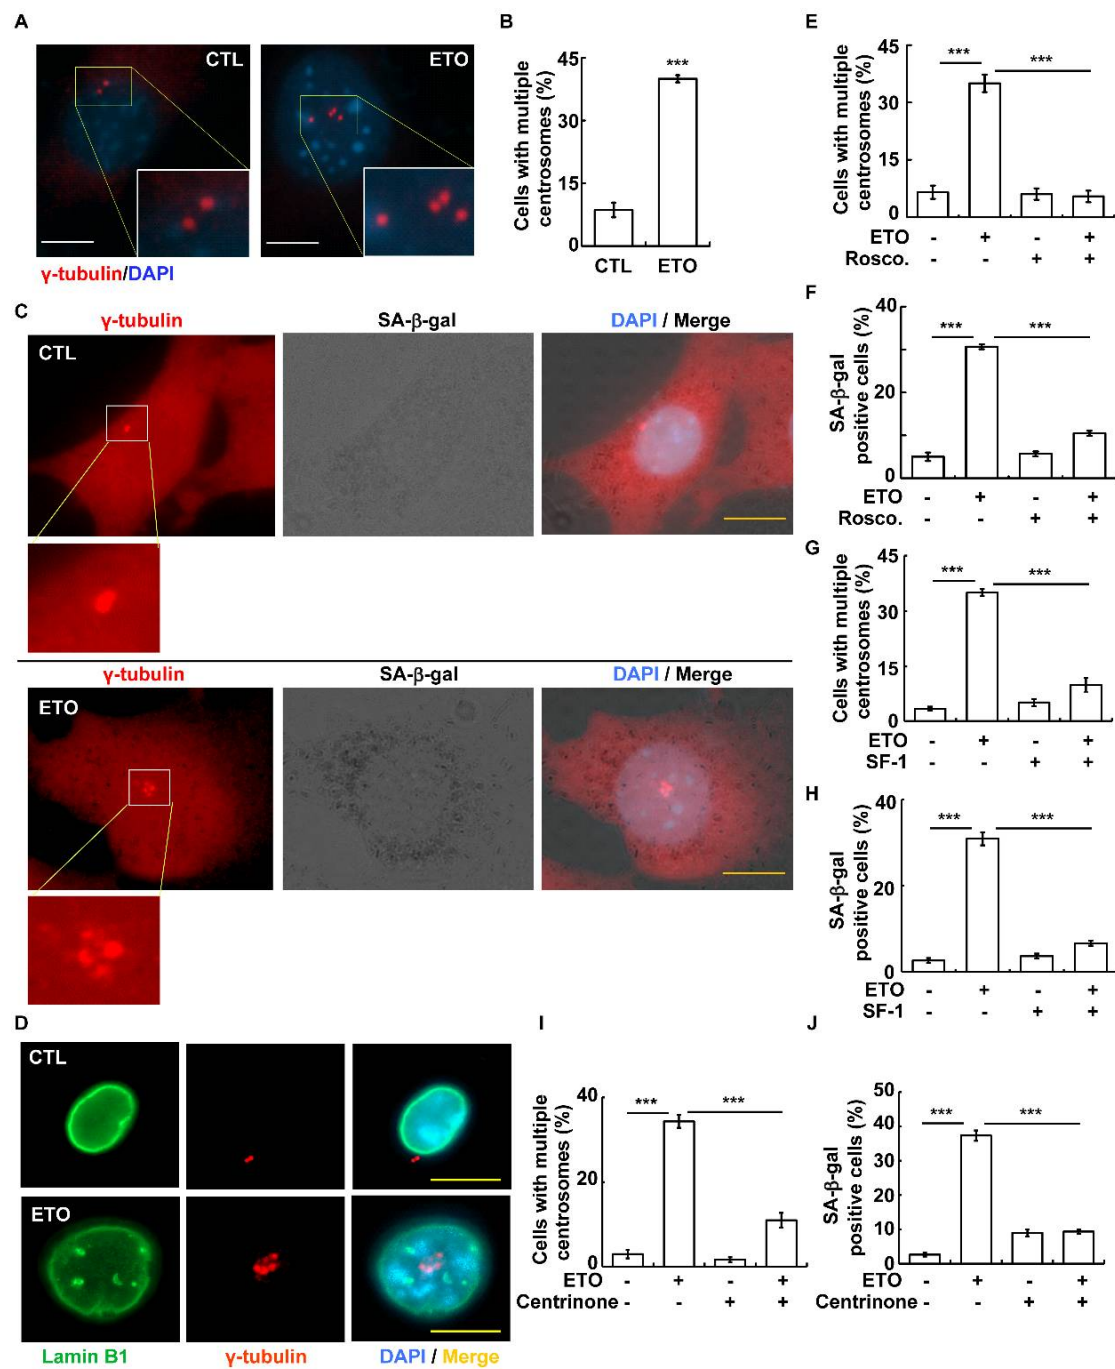 A
CTL
ETO
γ-tubulin/DAPI
B
Cells with multiple
centrosomes (%)
45
30
15
0
***
CTL ETO
C
γ-tubulin SA-β-gal DAPI / Merge
CTL
γ-tubulin SA-β-gal DAPI / Merge
ETO
D
CTL
ETO
Lamin B1 γ-tubulin DAPI / Merge
E
Cells with multiple
centrosomes (%)
45
30
15
0
*** ***
ETO - + - +
Rosco. - - + +
F
SA-β-gal
positive cells (%)
40
20
0
*** ***
ETO - + - +
Rosco. - - + +
G
Cells with multiple
centrosomes (%)
45
30
15
0
*** ***
ETO - + - +
SF-1 - - + +
H
SA-β-gal
positive cells (%)
40
20
0
*** ***
ETO - + - +
SF-1 - - + +
I
Cells with multiple
centrosomes (%)
40
20
0
*** ***
ETO - + - +
Centrinone - - + +
J
SA-β-gal
positive cells (%)
50
40
30
20
10
0
*** ***
ETO - + - +
Centrinone - - + +